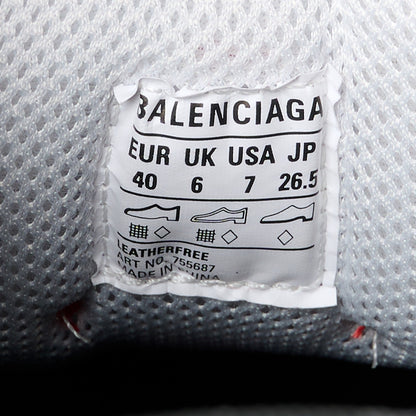 BALENCIAGA
EUR UK USA JP
40 6 7 26.5
LEATHERFREE
ART NO. 755687
MADE IN CHINA